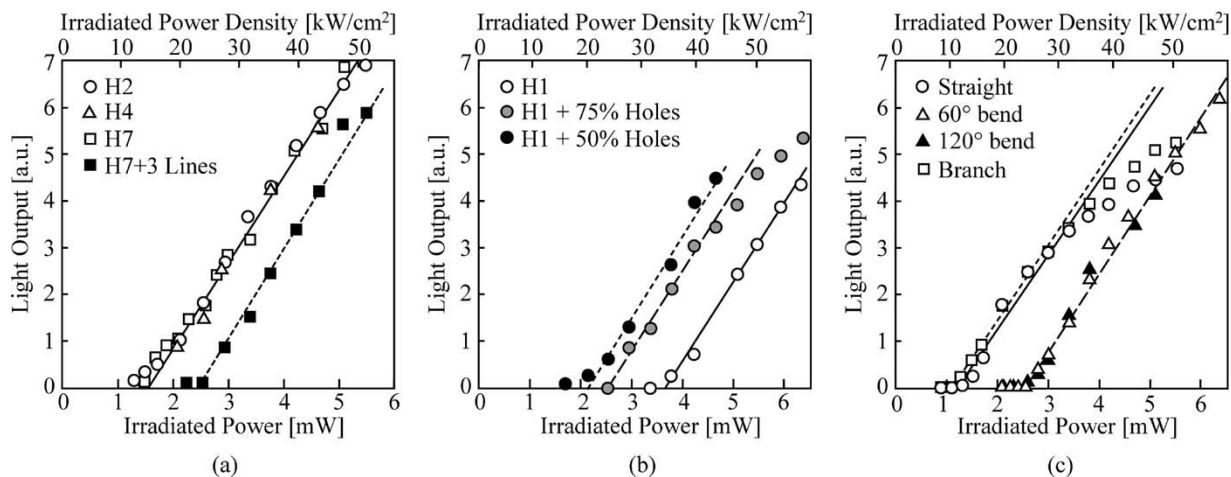 Irradiated Power Density [kW/cm²]
0 10 20 30 40 50
7
6
5
4
3
2
1
0
Light Output [a.u.]
H2
H4
H7
H7+3 Lines
0 1 2 3 4 5 6
Irradiated Power [mW]
(a)
Irradiated Power Density [kW/cm²]
0 10 20 30 40 50
7
6
5
4
3
2
1
0
Light Output [a.u.]
H1
H1 + 75% Holes
H1 + 50% Holes
0 1 2 3 4 5 6
Irradiated Power [mW]
(b)
Irradiated Power Density [kW/cm²]
0 10 20 30 40 50
7
6
5
4
3
2
1
0
Light Output [a.u.]
Straight
60° bend
120° bend
Branch
0 1 2 3 4 5 6
Irradiated Power [mW]
(c)